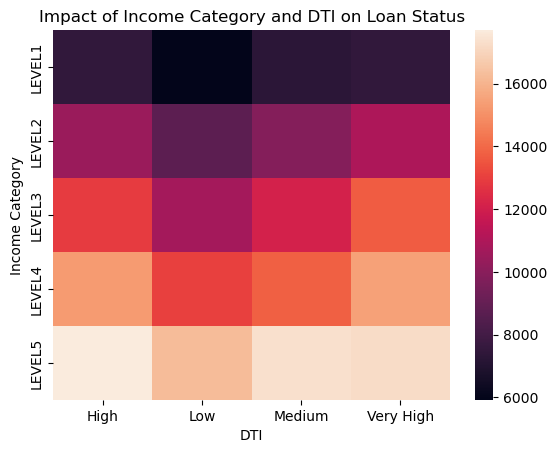 Impact of Income Category and DTI on Loan Status
Income Category
LEVEL1
LEVEL2
LEVEL3
LEVEL4
LEVEL5
High Low Medium Very High
DTI
16000
14000
12000
10000
8000
6000